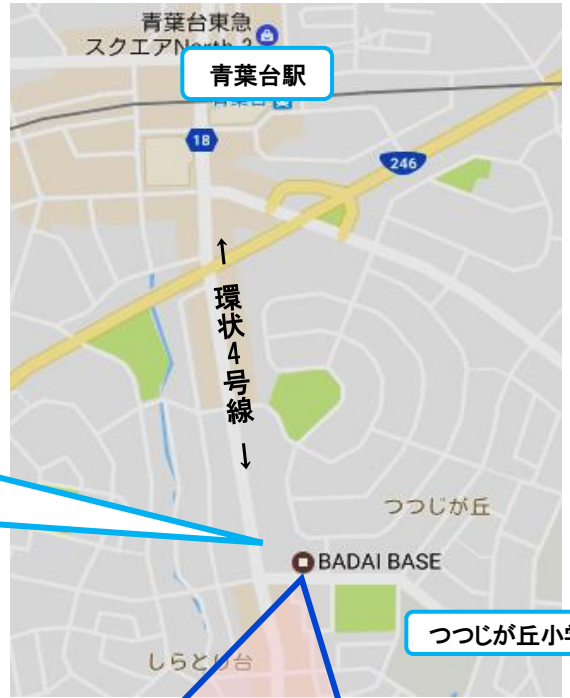 青葉台東急
スクエアNorth 2
青葉台駅
18
246
↑
環状4号線
↓
つつじが丘
BADAI BASE
つつじが丘小学
しらとり台